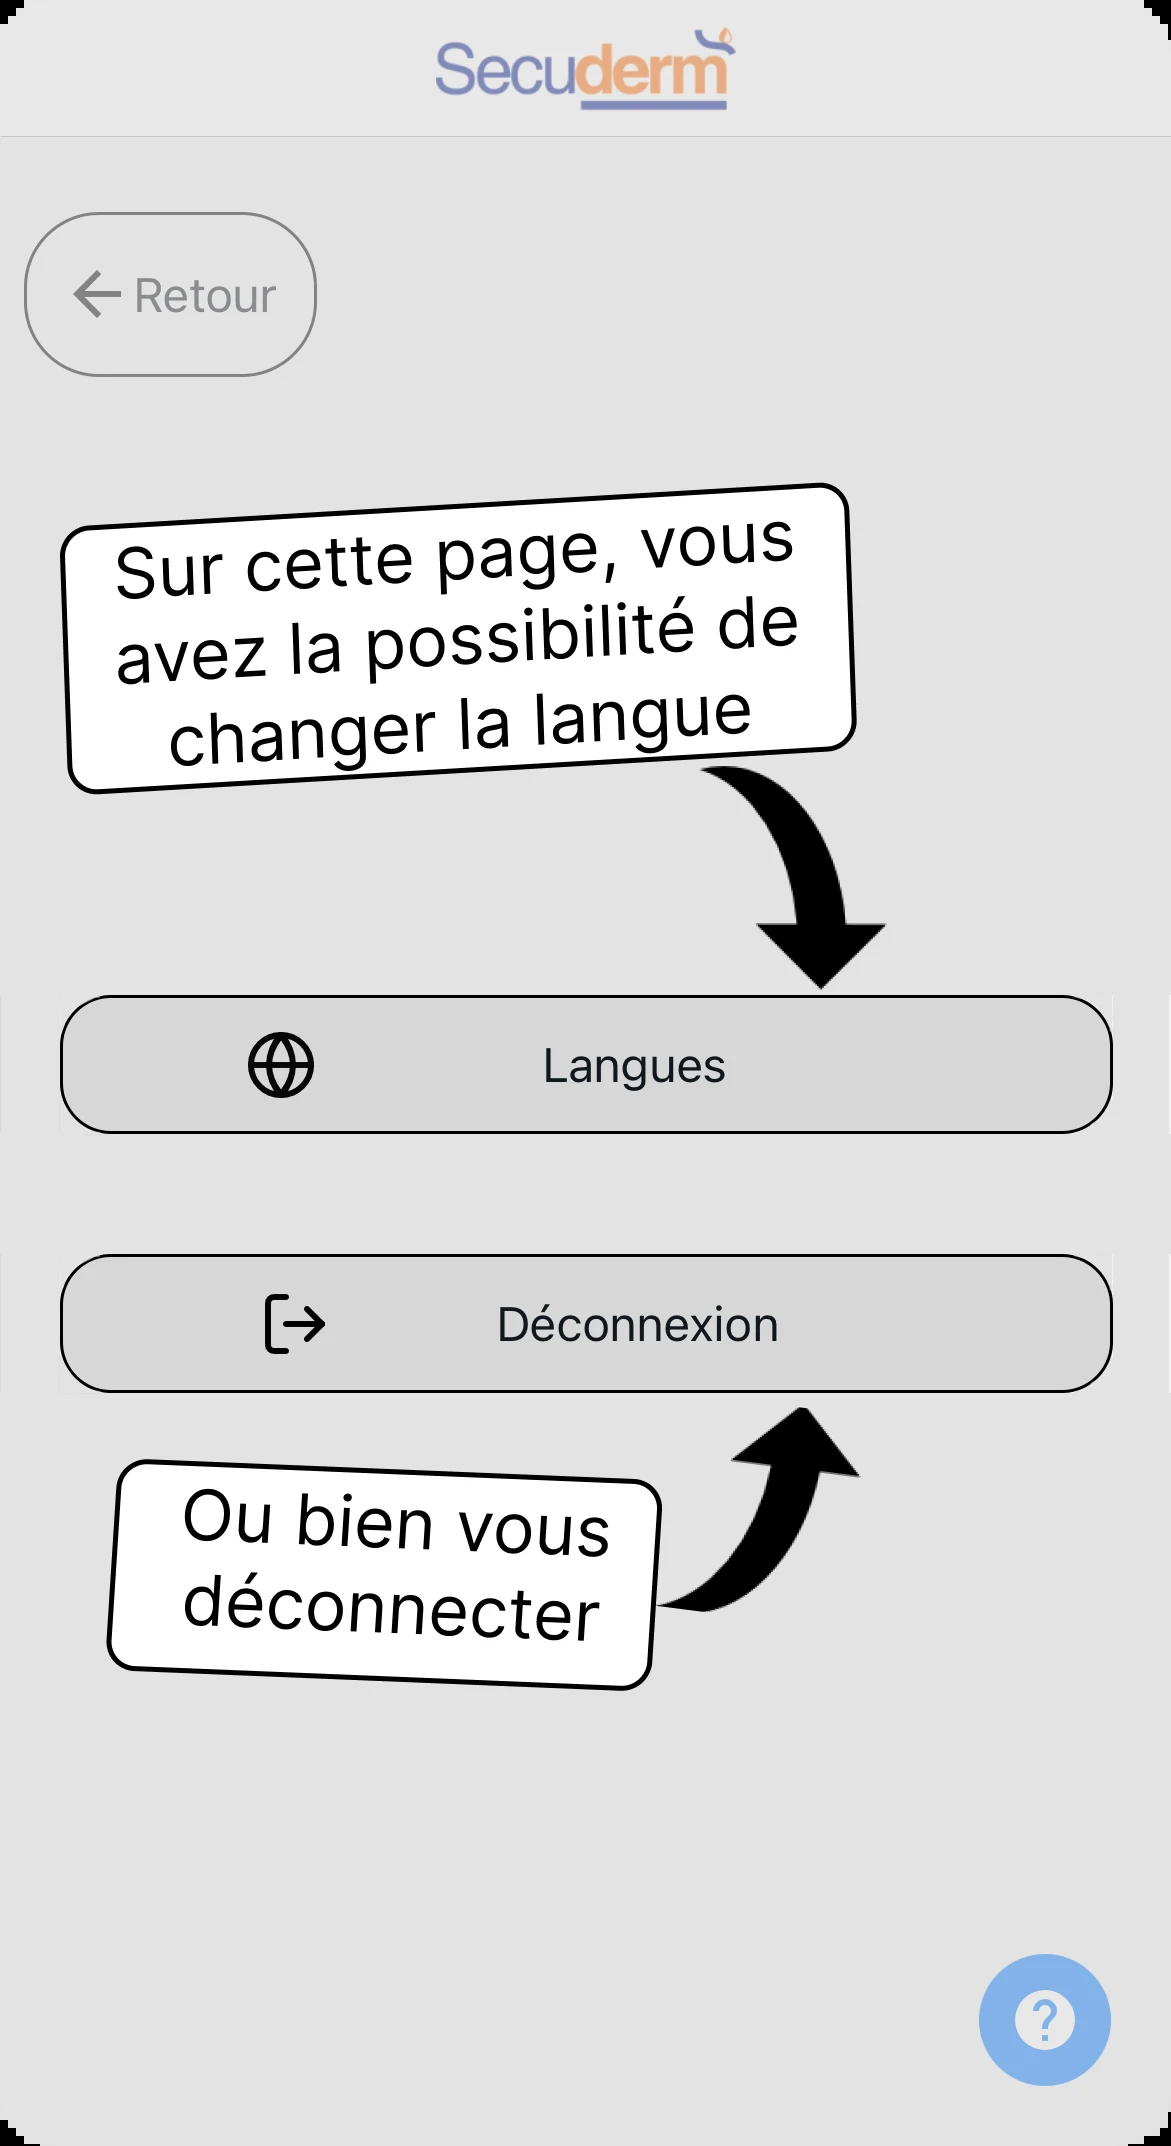 Secuderm
Retour
Sur cette page, vous
avez la possibilité de
changer la langue
Langues
Déconnexion
Ou bien vous
déconnecter
?